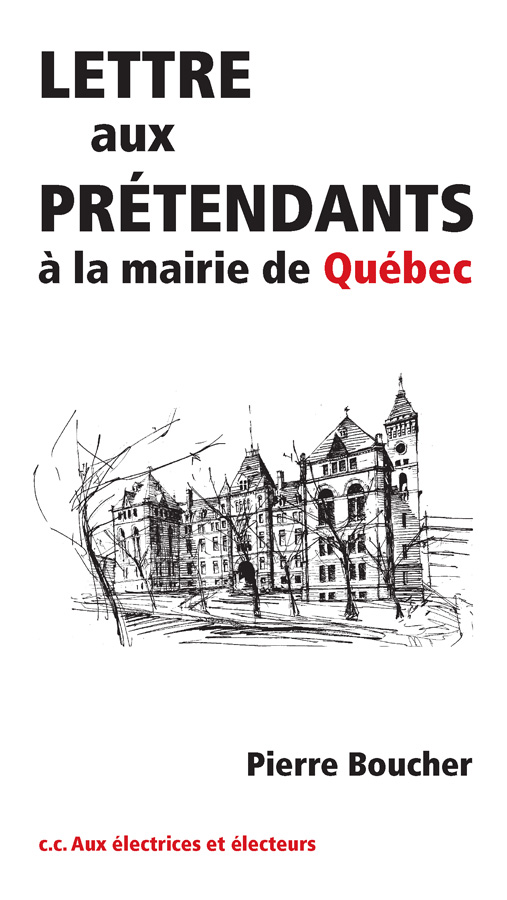 LETTRE
aux
PRÉTENDANTS
à la mairie de Québec
Pierre Boucher
c.c. Aux électrices et électeurs